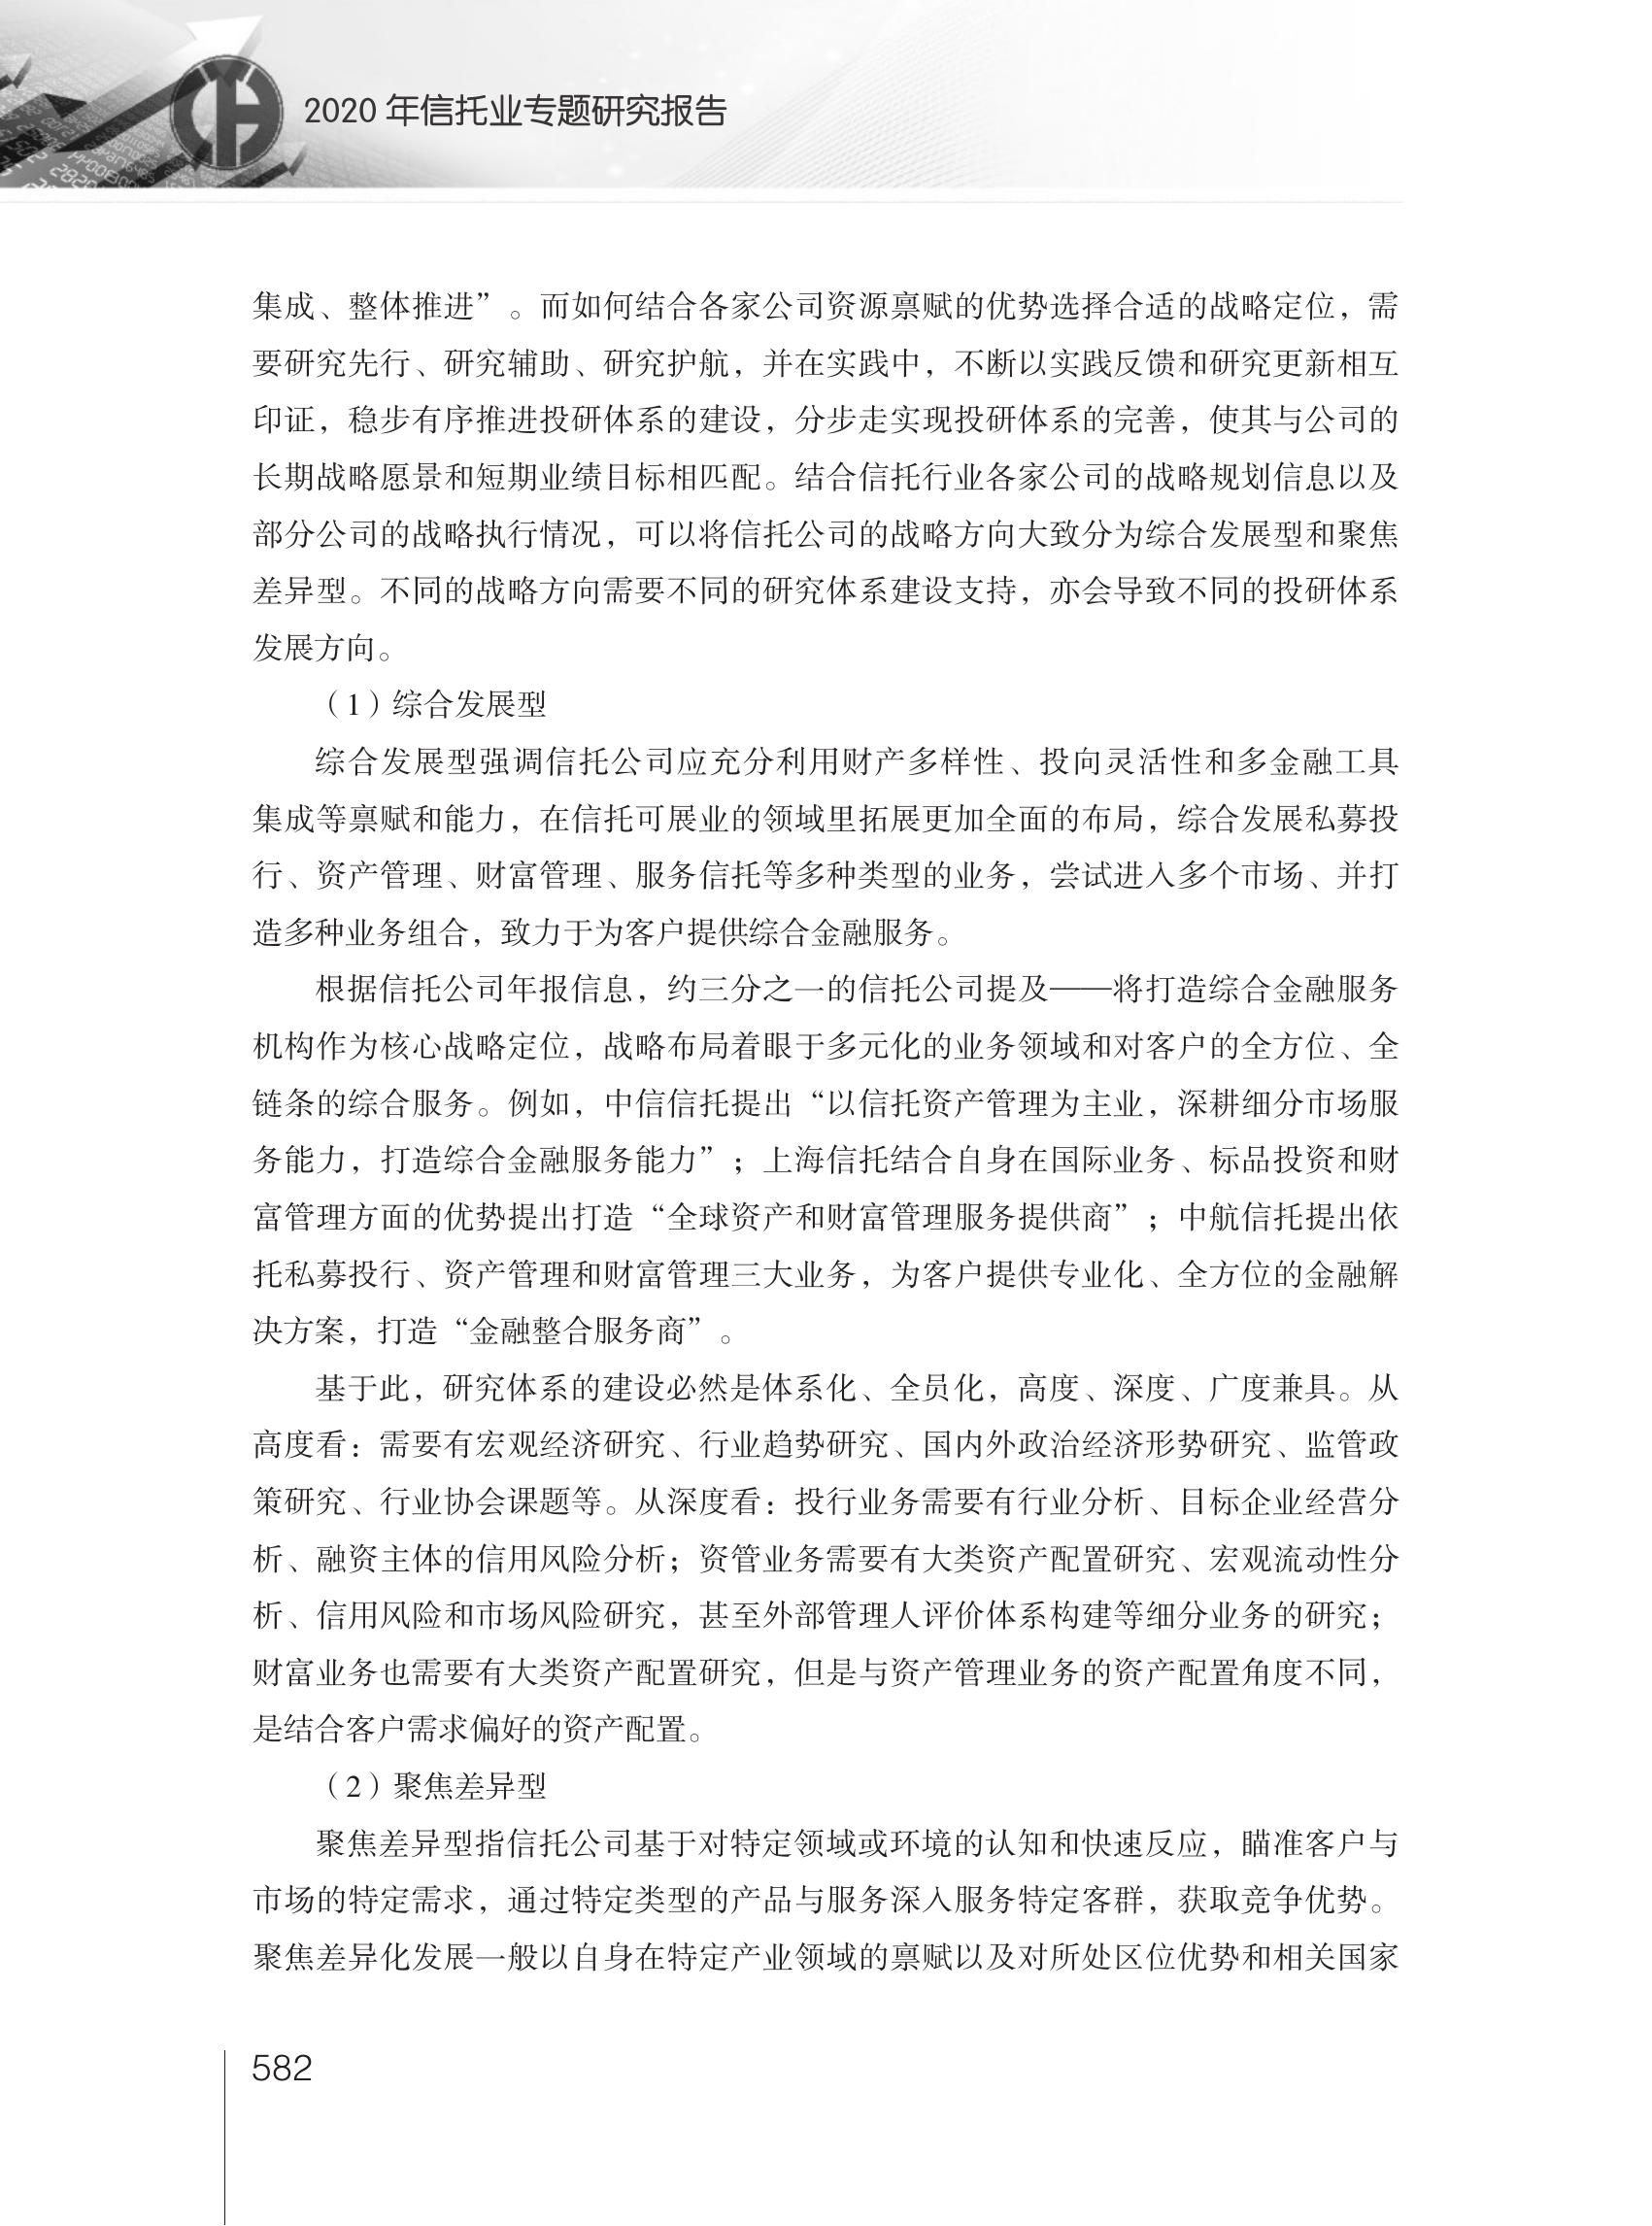 2020 年信托业专题研究报告
集成、整体推进”。而如何结合各家公司资源禀赋的优势选择合适的战略定位，需
要研究先行、研究辅助、研究护航，并在实践中，不断以实践反馈和研究更新相互
印证，稳步有序推进投研体系的建设，分步走实现投研体系的完善，使其与公司的
长期战略愿景和短期业绩目标相匹配。结合信托行业各家公司的战略规划信息以及
部分公司的战略执行情况，可以将信托公司的战略方向大致分为综合发展型和聚焦
差异型。不同的战略方向需要不同的研究体系建设支持，亦会导致不同的投研体系
发展方向。
（1）综合发展型
综合发展型强调信托公司应充分利用财产多样性、投向灵活性和多金融工具
集成等禀赋和能力，在信托可展业的领域里拓展更加全面的布局，综合发展私募投
行、资产管理、财富管理、服务信托等多种类型的业务，尝试进入多个市场、并打
造多种业务组合，致力于为客户提供综合金融服务。
根据信托公司年报信息，约三分之一的信托公司提及——将打造综合金融服务
机构作为核心战略定位，战略布局着眼于多元化的业务领域和对客户的全方位、全
链条的综合服务。例如，中信信托提出“以信托资产管理为主业，深耕细分市场服
务能力，打造综合金融服务能力”；上海信托结合自身在国际业务、标品投资和财
富管理方面的优势提出打造“全球资产和财富管理服务提供商”；中航信托提出依
托私募投行、资产管理和财富管理三大业务，为客户提供专业化、全方位的金融解
决方案，打造“金融整合服务商”。
基于此，研究体系的建设必然是体系化、全员化，高度、深度、广度兼具。从
高度看：需要有宏观经济研究、行业趋势研究、国内外政治经济形势研究、监管政
策研究、行业协会课题等。从深度看：投行业务需要有行业分析、目标企业经营分
析、融资主体的信用风险分析；资管业务需要有大类资产配置研究、宏观流动性分
析、信用风险和市场风险研究，甚至外部管理人评价体系构建等细分业务的研究；
财富业务也需要有大类资产配置研究，但是与资产管理业务的资产配置角度不同，
是结合客户需求偏好的资产配置。
（2）聚焦差异型
聚焦差异型指信托公司基于对特定领域或环境的认知和快速反应，瞄准客户与
市场的特定需求，通过特定类型的产品与服务深入服务特定客群，获取竞争优势。
聚焦差异化发展一般以自身在特定产业领域的禀赋以及对所处区位优势和相关国家
582